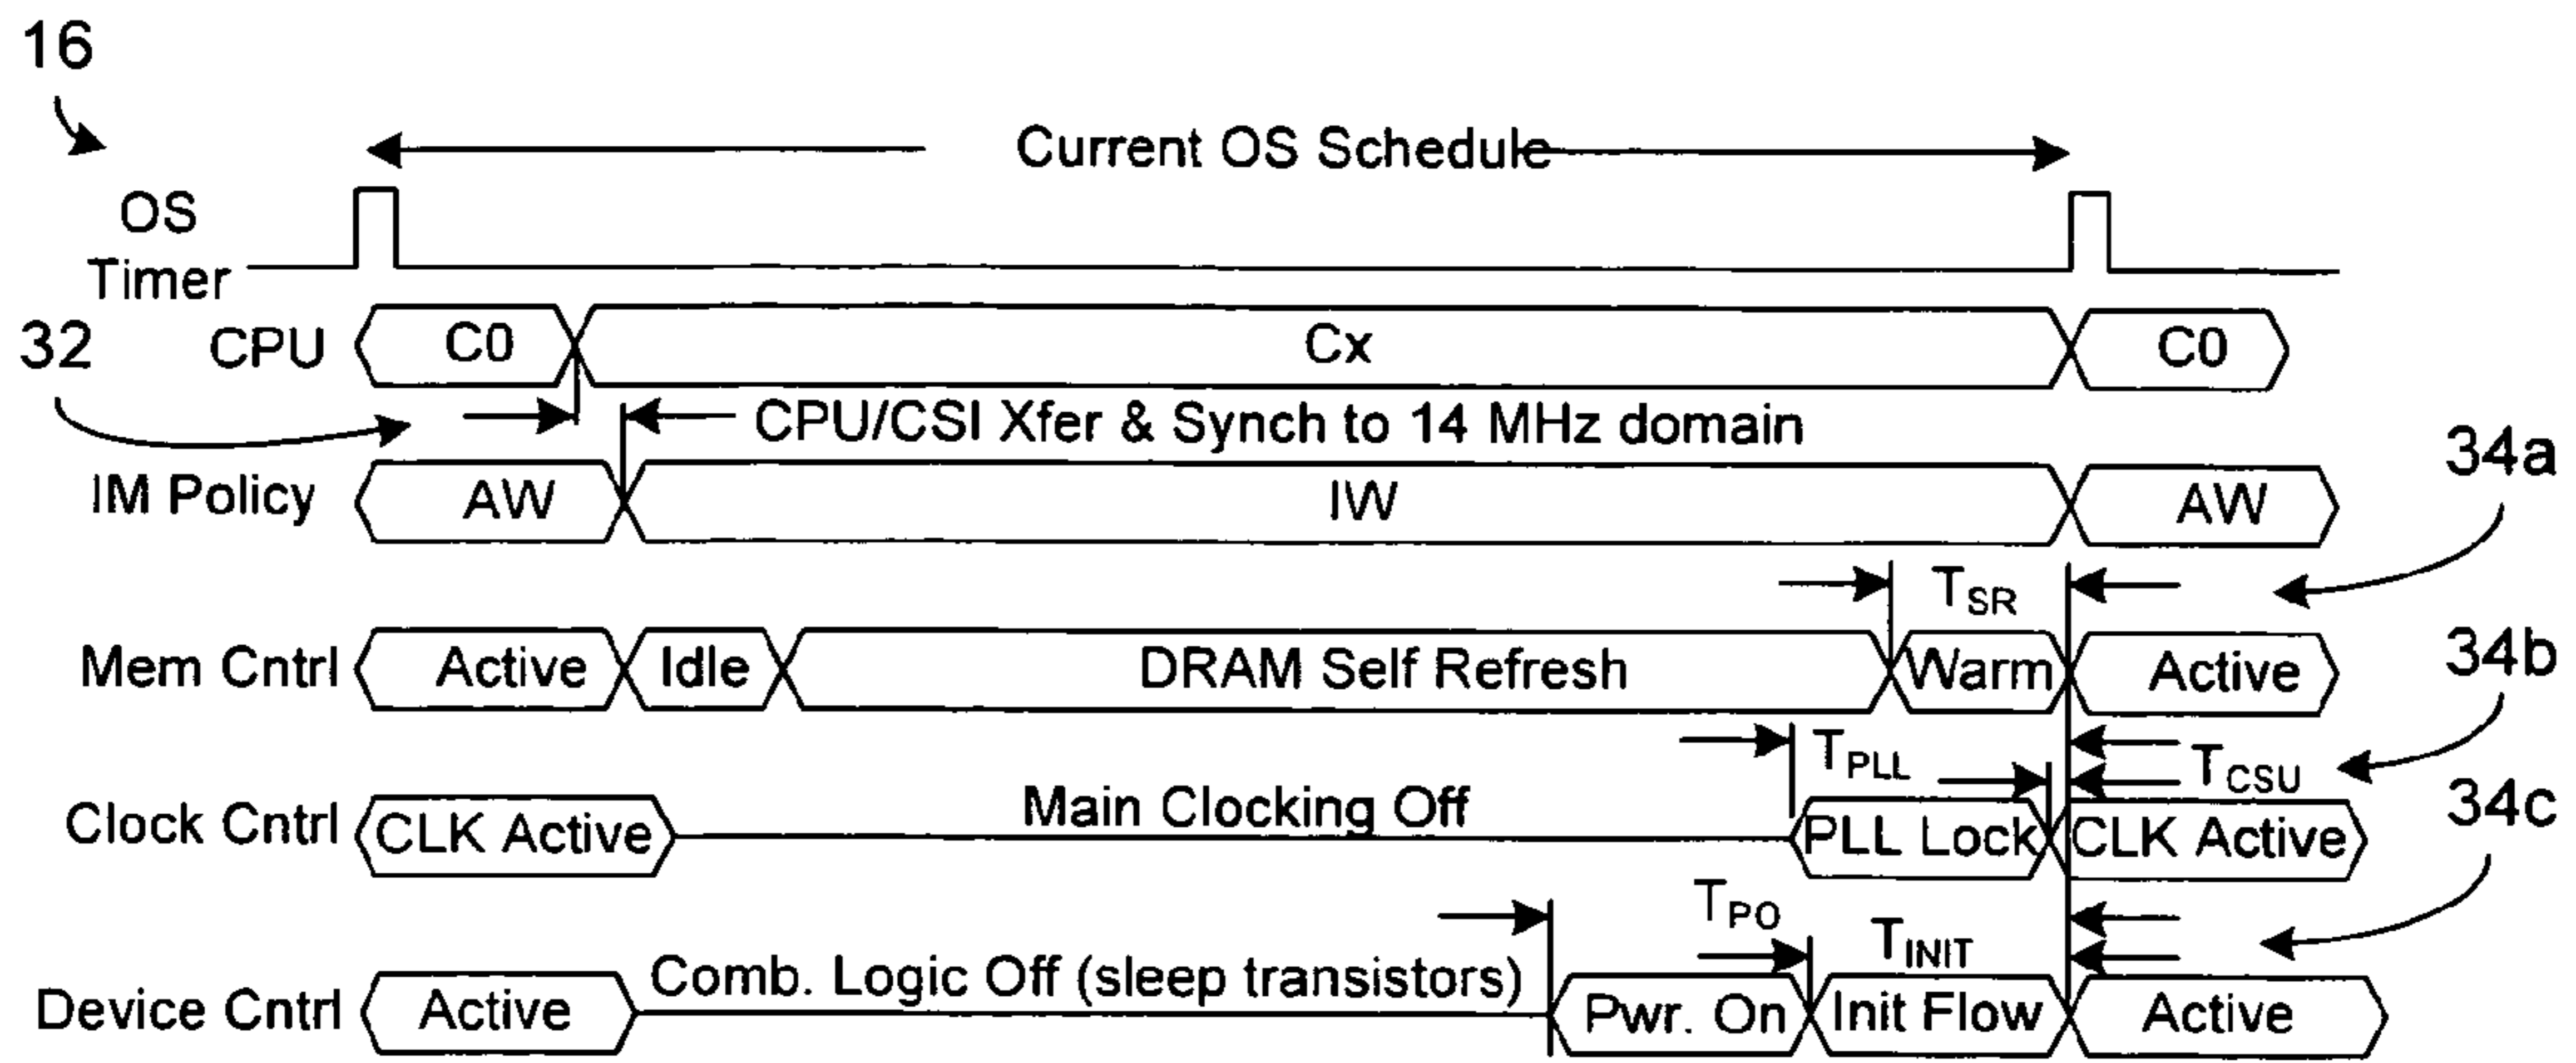 16
Current OS Schedule
OS
Timer
32
CPU C0 Cx C0
CPU/CSI Xfer & Synch to 14 MHz domain
34a
IM Policy AW IW AW
TSR
34b
Mem Cntrl Active Idle DRAM Self Refresh Warm Active
TPLL TCSU
34c
Main Clocking Off
Clock Cntrl CLK Active PLL Lock CLK Active
TPO
TINIT
Comb. Logic Off (sleep transistors)
Device Cntrl Active Pwr. On Init Flow Active